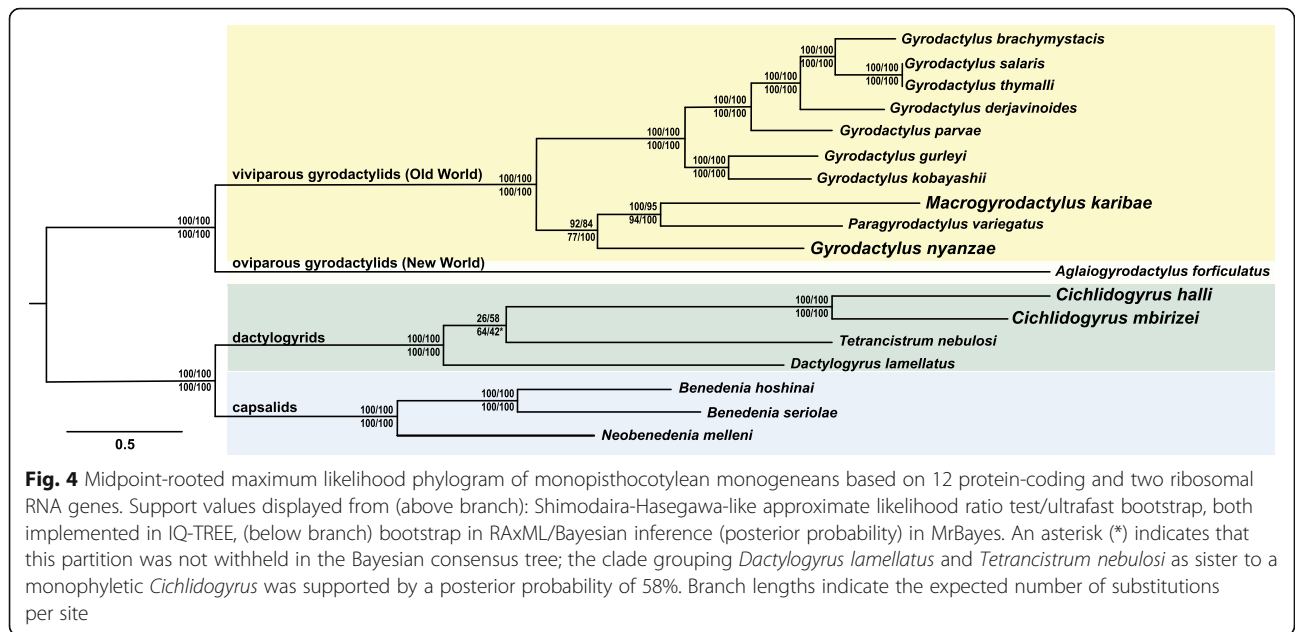 Gyrodactylus brachymystacis
100/100
100/100
Gyrodactylus salaris
100/100
100/100
Gyrodactylus thymalli
100/100
100/100
Gyrodactylus derjavinoides
100/100
100/100
Gyrodactylus parvae
100/100
100/100
Gyrodactylus gurleyi
100/100
100/100
Gyrodactylus kobayashii
viviparous gyrodactylids (Old World)
100/100
100/100
Macrogyrodactylus karibae
100/95
94/100
Paragyrodactylus variegatus
92/84
77/100
Gyrodactylus nyanzae
100/100
100/100
oviparous gyrodactylids (New World)
Aglaiogyrodactylus forficulatus
Cichlidogyrus halli
100/100
100/100
Cichlidogyrus mbirizei
26/58
64/42*
Tetrancistrum nebulosi
dactylogyrids
100/100
100/100
Dactylogyrus lamellatus
100/100
100/100
Benedenia hoshinai
100/100
100/100
Benedenia seriolae
capsalids
100/100
100/100
Neobenedenia melleni
0.5
Fig. 4 Midpoint-rooted maximum likelihood phylogram of monopisthocotylean monogeneans based on 12 protein-coding and two ribosomal
RNA genes. Support values displayed from (above branch): Shimodaira-Hasegawa-like approximate likelihood ratio test/ultrafast bootstrap, both
implemented in IQ-TREE, (below branch) bootstrap in RAxML/Bayesian inference (posterior probability) in MrBayes. An asterisk (*) indicates that
this partition was not withheld in the Bayesian consensus tree; the clade grouping Dactylogyrus lamellatus and Tetrancistrum nebulosi as sister to a
monophyletic Cichlidogyrus was supported by a posterior probability of 58%. Branch lengths indicate the expected number of substitutions
per site